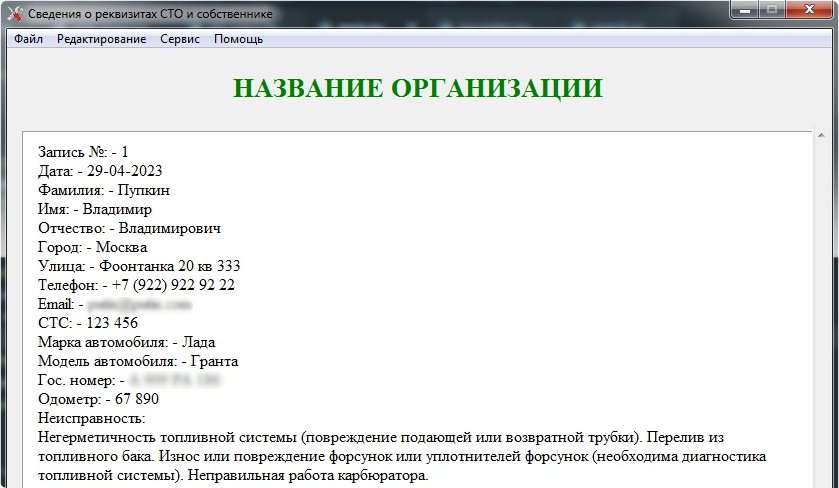 Сведения о реквизитах СТО и собственнике
Файл Редактирование Сервис Помощь
НАЗВАНИЕ ОРГАНИЗАЦИИ
Запись №: - 1
Дата: - 29-04-2023
Фамилия: - Пупкин
Имя: - Владимир
Отчество: - Владимирович
Город: - Москва
Улица: - Фоонтанка 20 кв 333
Телефон: - +7 (922) 922 92 22
Email: -
СТС: - 123 456
Марка автомобиля: - Лада
Модель автомобиля: - Гранта
Гос. номер: -
Одометр: - 67 890
Неисправность:
Негерметичность топливной системы (повреждение подающей или возвратной трубки). Перелив из
топливного бака. Износ или повреждение форсунок или уплотнителей форсунок (необходима диагностика
топливной системы). Неправильная работа карбюратора.